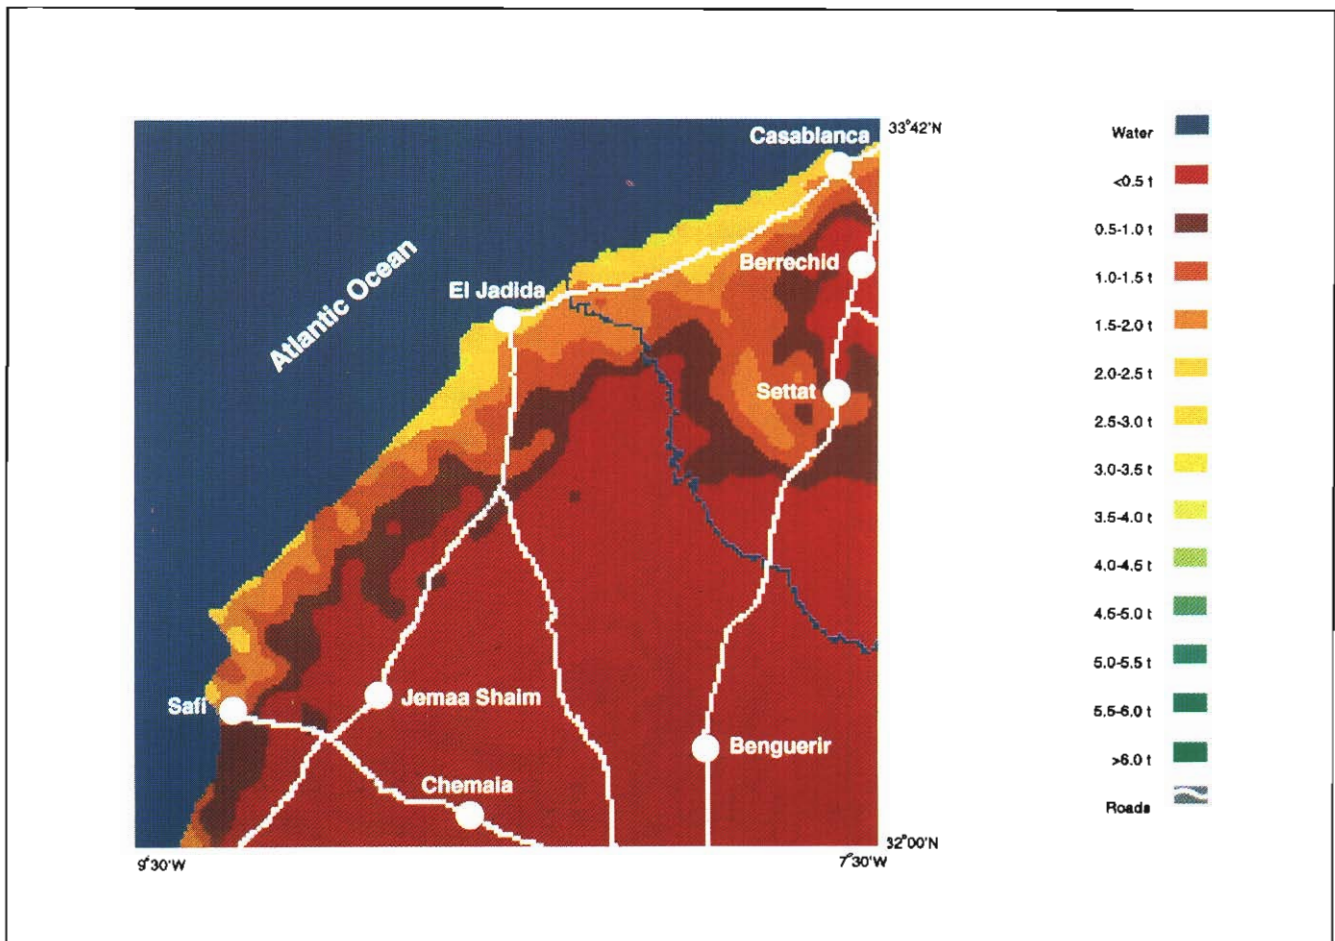 Casablanca
33°42'N
Atlantic Ocean
El Jadida
Berrechid
Settat
Safi
Jemaa Shaim
Benguerir
Chemaia
32°00'N
9°30'W
7°30'W
Water
<0.5 t
0.5-1.0 t
1.0-1.5 t
1.5-2.0 t
2.0-2.5 t
2.5-3.0 t
3.0-3.5 t
3.5-4.0 t
4.0-4.5 t
4.5-5.0 t
5.0-5.5 t
5.5-6.0 t
>6.0 t
Roads